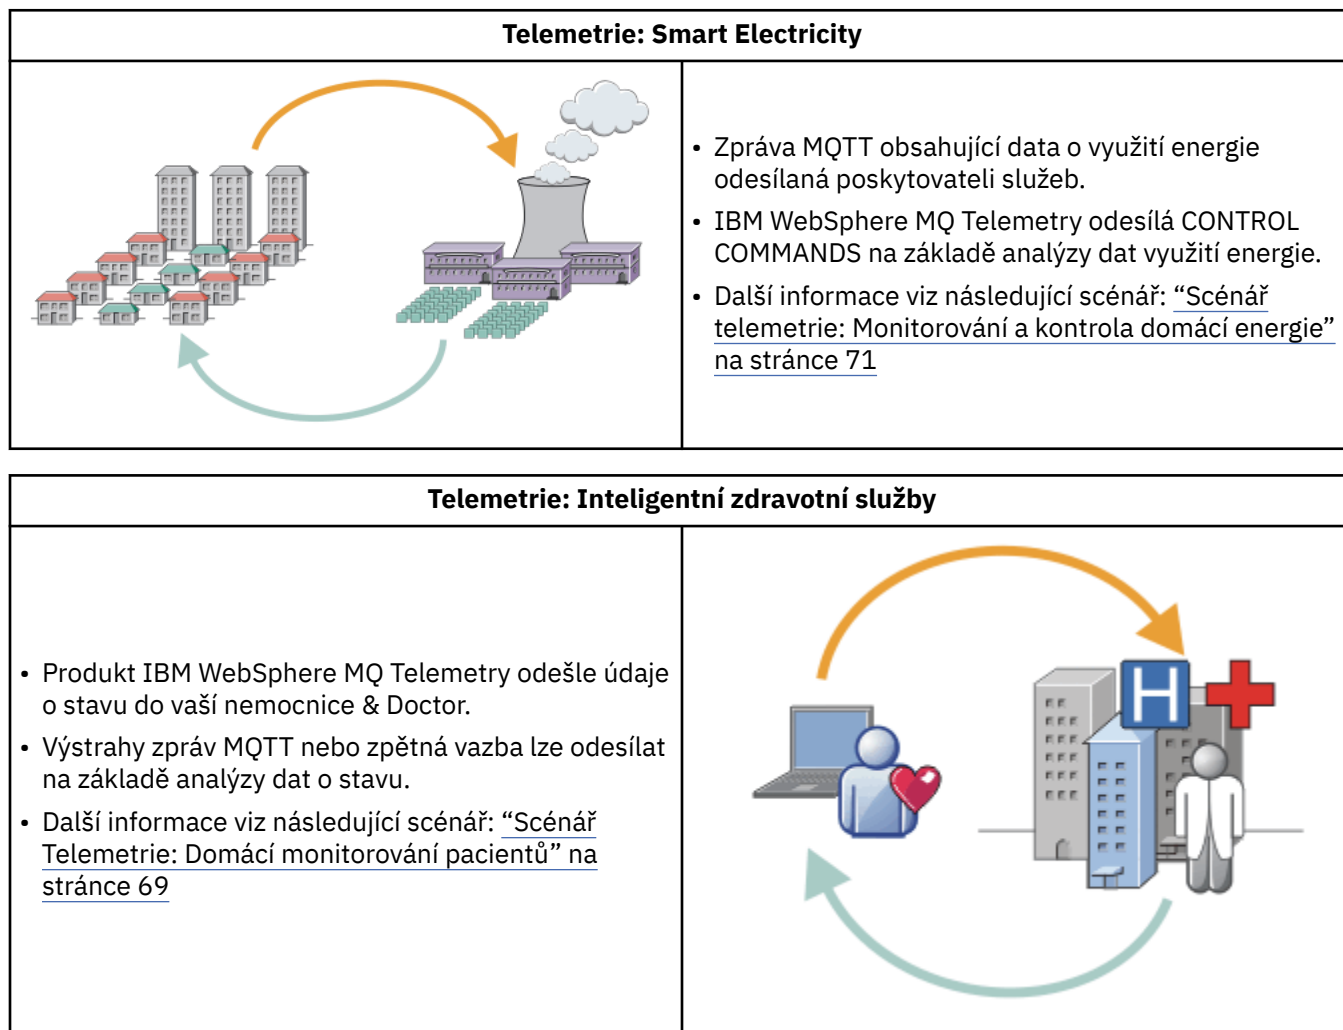 Telemetrie: Smart Electricity
• Zpráva MQTT obsahující data o využití energie
odesílaná poskytovateli služeb.
• IBM WebSphere MQ Telemetry odesílá CONTROL
COMMANDS na základě analýzy dat využití energie.
• Další informace viz následující scénář: “Scénář
telemetrie: Monitorování a kontrola domácí energie”
na stránce 71
Telemetrie: Inteligentní zdravotní služby
• Produkt IBM WebSphere MQ Telemetry odešle údaje
o stavu do vaší nemocnice & Doctor.
• Výstrahy zpráv MQTT nebo zpětná vazba lze odesílat
na základě analýzy dat o stavu.
• Další informace viz následující scénář: “Scénář
Telemetrie: Domácí monitorování pacientů” na
stránce 69
H